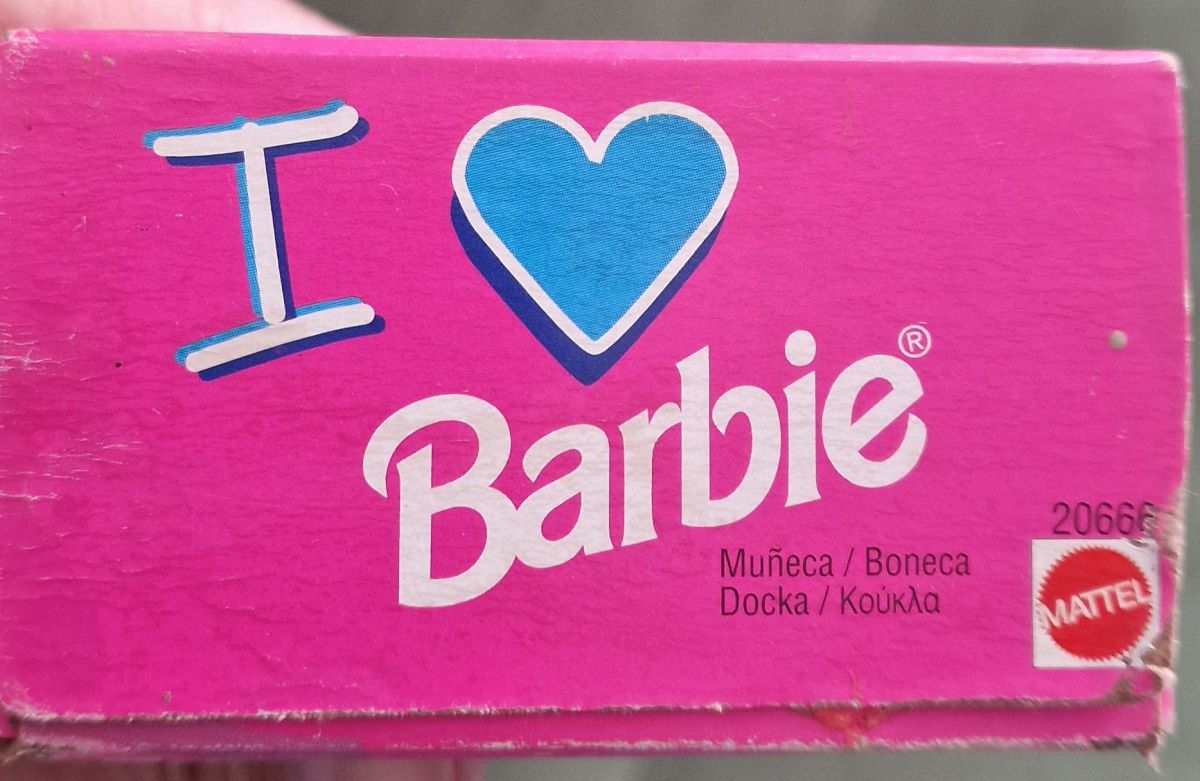 I
Barbie®
20666
Muñeca / Boneca
Docka / Κούκλα
MATTEL